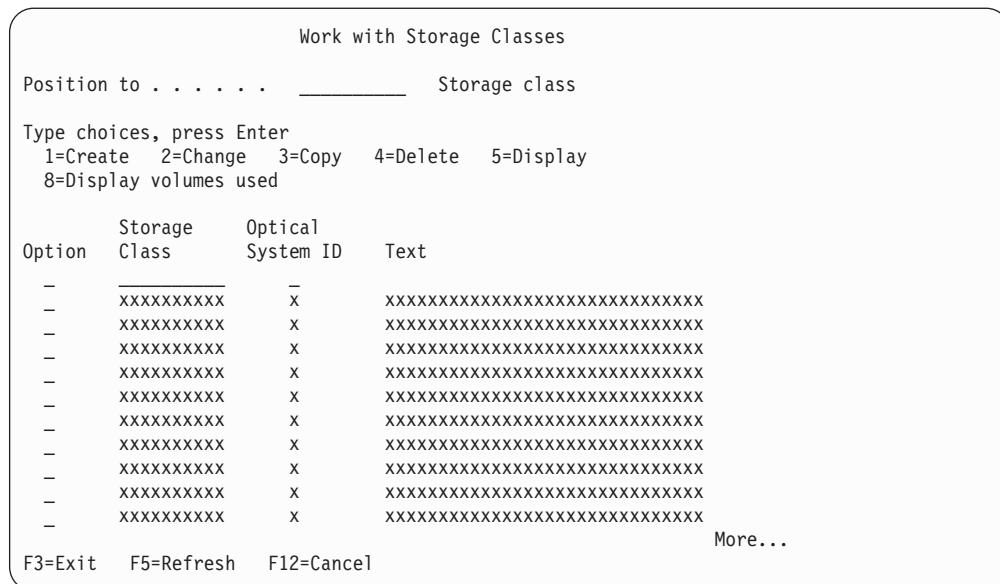 Work with Storage Classes
Position to . . . . . . __________ Storage class
Type choices, press Enter
1=Create 2=Change 3=Copy 4=Delete 5=Display
8=Display volumes used
Storage Optical
Option Class System ID Text
_ __________ _
_ xxxxxxxxxx x xxxxxxxxxxxxxxxxxxxxxxxxxxxxxx
_ xxxxxxxxxx x xxxxxxxxxxxxxxxxxxxxxxxxxxxxxx
_ xxxxxxxxxx x xxxxxxxxxxxxxxxxxxxxxxxxxxxxxx
_ xxxxxxxxxx x xxxxxxxxxxxxxxxxxxxxxxxxxxxxxx
_ xxxxxxxxxx x xxxxxxxxxxxxxxxxxxxxxxxxxxxxxx
_ xxxxxxxxxx x xxxxxxxxxxxxxxxxxxxxxxxxxxxxxx
_ xxxxxxxxxx x xxxxxxxxxxxxxxxxxxxxxxxxxxxxxx
_ xxxxxxxxxx x xxxxxxxxxxxxxxxxxxxxxxxxxxxxxx
_ xxxxxxxxxx x xxxxxxxxxxxxxxxxxxxxxxxxxxxxxx
_ xxxxxxxxxx x xxxxxxxxxxxxxxxxxxxxxxxxxxxxxx
More...
F3=Exit F5=Refresh F12=Cancel